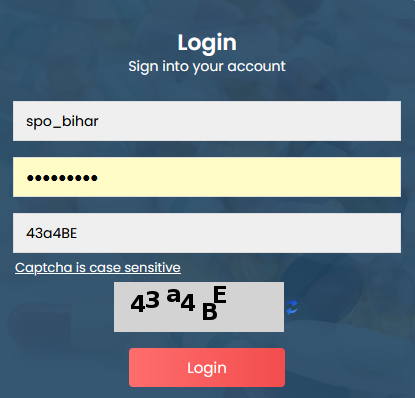 Login
Sign into your account
spo_bihar
•••••••••
43a4BE
Captcha is case sensitive
43a4BE
Login